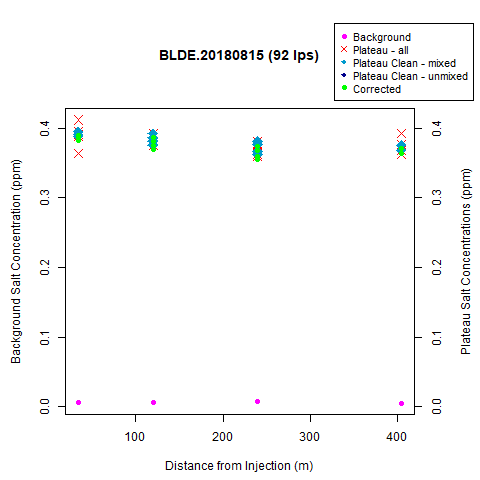 BLDE.20180815 (92 lps)
Background
Plateau - all
Plateau Clean - mixed
Plateau Clean - unmixed
Corrected
Background Salt Concentration (ppm)
0.4
0.3
0.2
0.1
0.0
0.4
0.3
0.2
0.1
0.0
Plateau Salt Concentrations (ppm)
100 200 300 400
Distance from Injection (m)